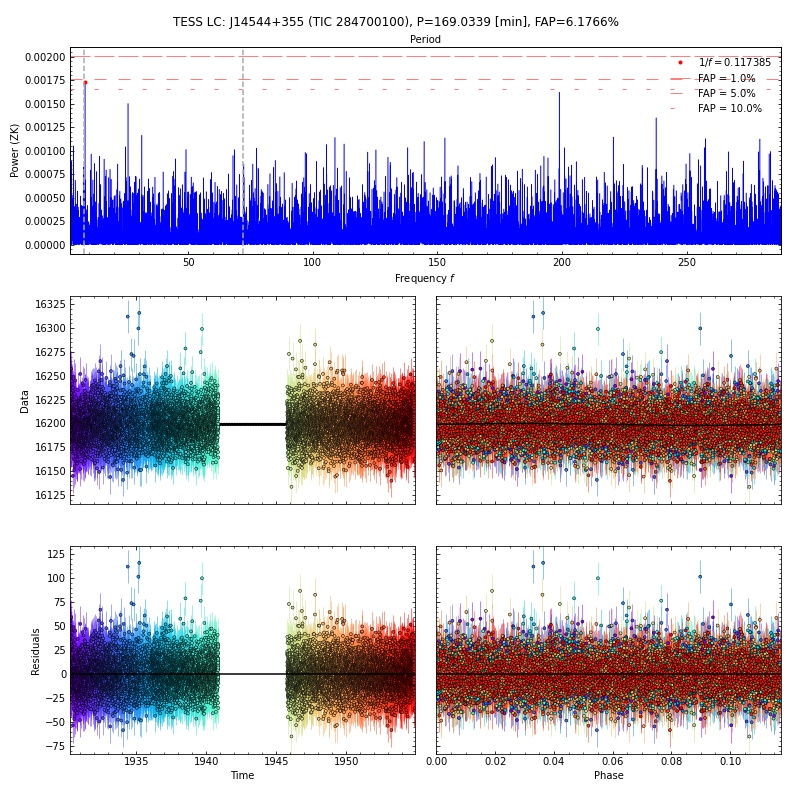 TESS LC: J14544+355 (TIC 284700100), P=169.0339 [min], FAP=6.1766%
Period
0.00200
0.00175
0.00150
0.00125
0.00100
0.00075
0.00050
0.00025
0.00000
Power (ZK)
1/f = 0.117385
FAP = 1.0%
FAP = 5.0%
FAP = 10.0%
50 100 150 200 250
Frequency f
16325
16300
16275
16250
16225
16200
16175
16150
16125
Data
125
100
75
50
25
0
−25
−50
−75
Residuals
1935 1940 1945 1950
Time
0.00 0.02 0.04 0.06 0.08 0.10
Phase